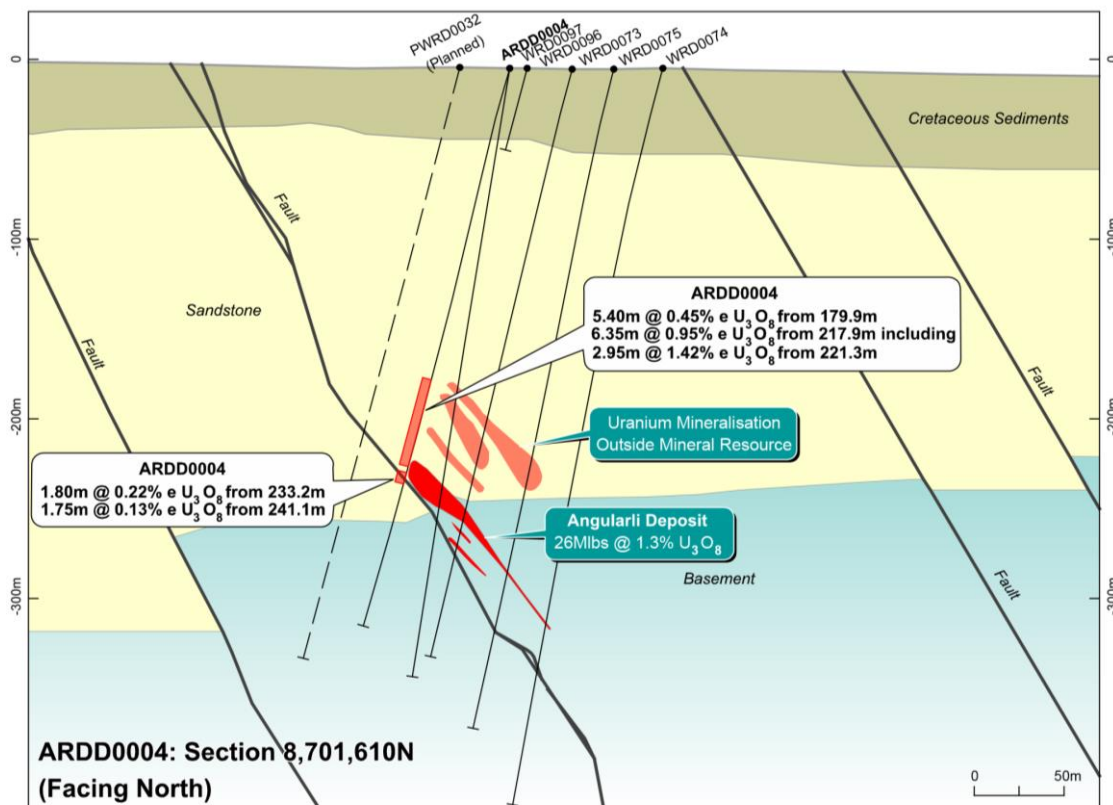 PWRD0032
(Planned)
ARDD0004
WRD0097
WRD0096
WRD0073
WRD0075
WRD0074
0
0
Cretaceous Sediments
Fault
-100m
-100m
Sandstone
ARDD0004
5.40m @ 0.45% e U₃O₈ from 179.9m
6.35m @ 0.95% e U₃O₈ from 217.9m including
2.95m @ 1.42% e U₃O₈ from 221.3m
Fault
Fault
-200m
-200m
Uranium Mineralisation
Outside Mineral Resource
ARDD0004
1.80m @ 0.22% e U₃O₈ from 233.2m
1.75m @ 0.13% e U₃O₈ from 241.1m
Angularli Deposit
26Mlbs @ 1.3% U₃O₈
Basement
Fault
-300m
-300m
ARDD0004: Section 8,701,610N
(Facing North)
0 50m